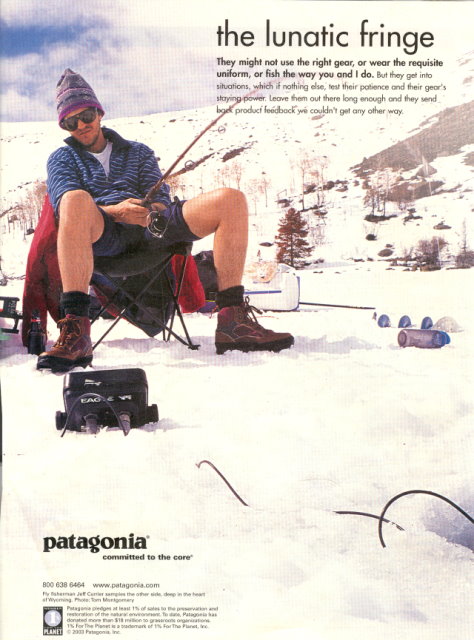 the lunatic fringe
They might not use the right gear, or wear the requisite
uniform, or fish the way you and I do. But they get into
situations, which if nothing else, test their patience and their gear's
staying power. Leave them out there long enough and they send
back product feedback we couldn't get any other way.
EAGLE
patagonia®
committed to the core®
800 638 6464 www.patagonia.com
Fly fisherman Jeff Currier samples the other side, deep in the heart
of Wyoming. Photo: Tom Montgomery
Patagonia pledges at least 1% of sales to the preservation and
restoration of the natural environment. To date, Patagonia has
donated more than $18 million to grassroots organizations.
1% For The Planet is a trademark of 1% For The Planet, Inc.
© 2003 Patagonia, Inc.
PLANET